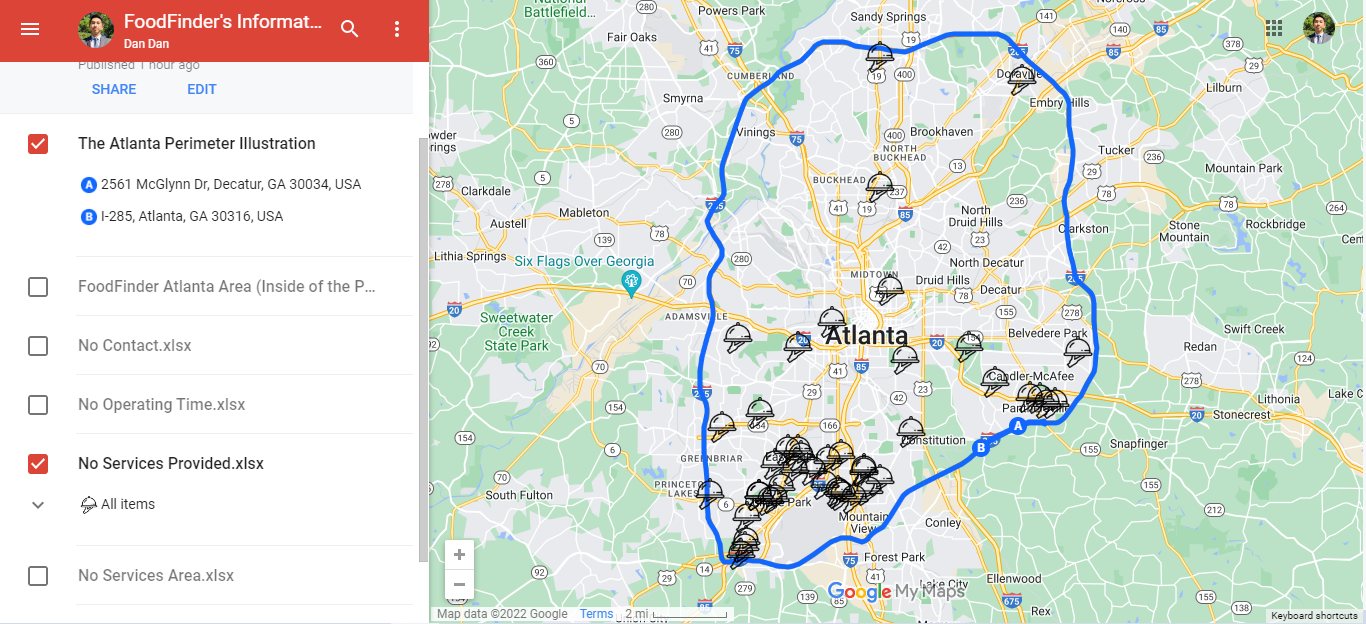 FoodFinder's Informat...
Dan Dan
Published 1 hour ago
SHARE
EDIT
The Atlanta Perimeter Illustration
A 2561 McGlynn Dr, Decatur, GA 30034, USA
B I-285, Atlanta, GA 30316, USA
FoodFinder Atlanta Area (Inside of the P...
No Contact.xlsx
No Operating Time.xlsx
No Services Provided.xlsx
All items
No Services Area.xlsx
National
Battlefield...
Powers Park
Sandy Springs
Fair Oaks
CUMBERLAND
Smyrna
Embry Hills
Lilburn
Vinings
Brookhaven
NORTH
BUCKHEAD
Tucker
Mountain Park
BUCKHEAD
Clarkdale
Mableton
Austell
North
Druid Hills
Clarkston
Stone
Mountain
Rockbridge
Lithia Springs
Six Flags Over Georgia
North Decatur
MIDTOWN
Druid Hills
Decatur
ADAMSVILLE
Sweetwater
Creek
State Park
Atlanta
Belvedere Park
Swift Creek
Redan
Candler-McAfee
Lithonia
Stonecrest
A
B
Constitution
Snapfinger
GREENBRIAR
PRINCETON
LAKES
South Fulton
Mountain
View
Conley
Forest Park
Ellenwood
Lake City
Rex
Google My Maps
Map data ©2022 Google
Terms
2 mi
Keyboard shortcuts